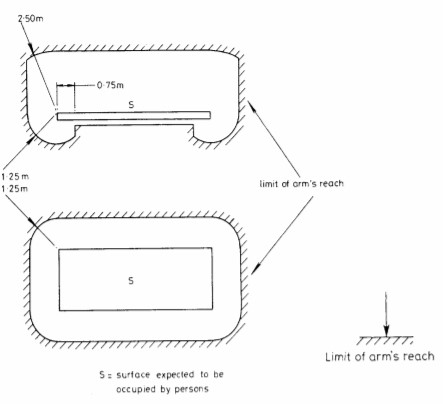 2·50m
0·75m
S
1·25m
1·25m
limit of arm's reach
S
Limit of arm's reach
S = surface expected to be
occupied by persons